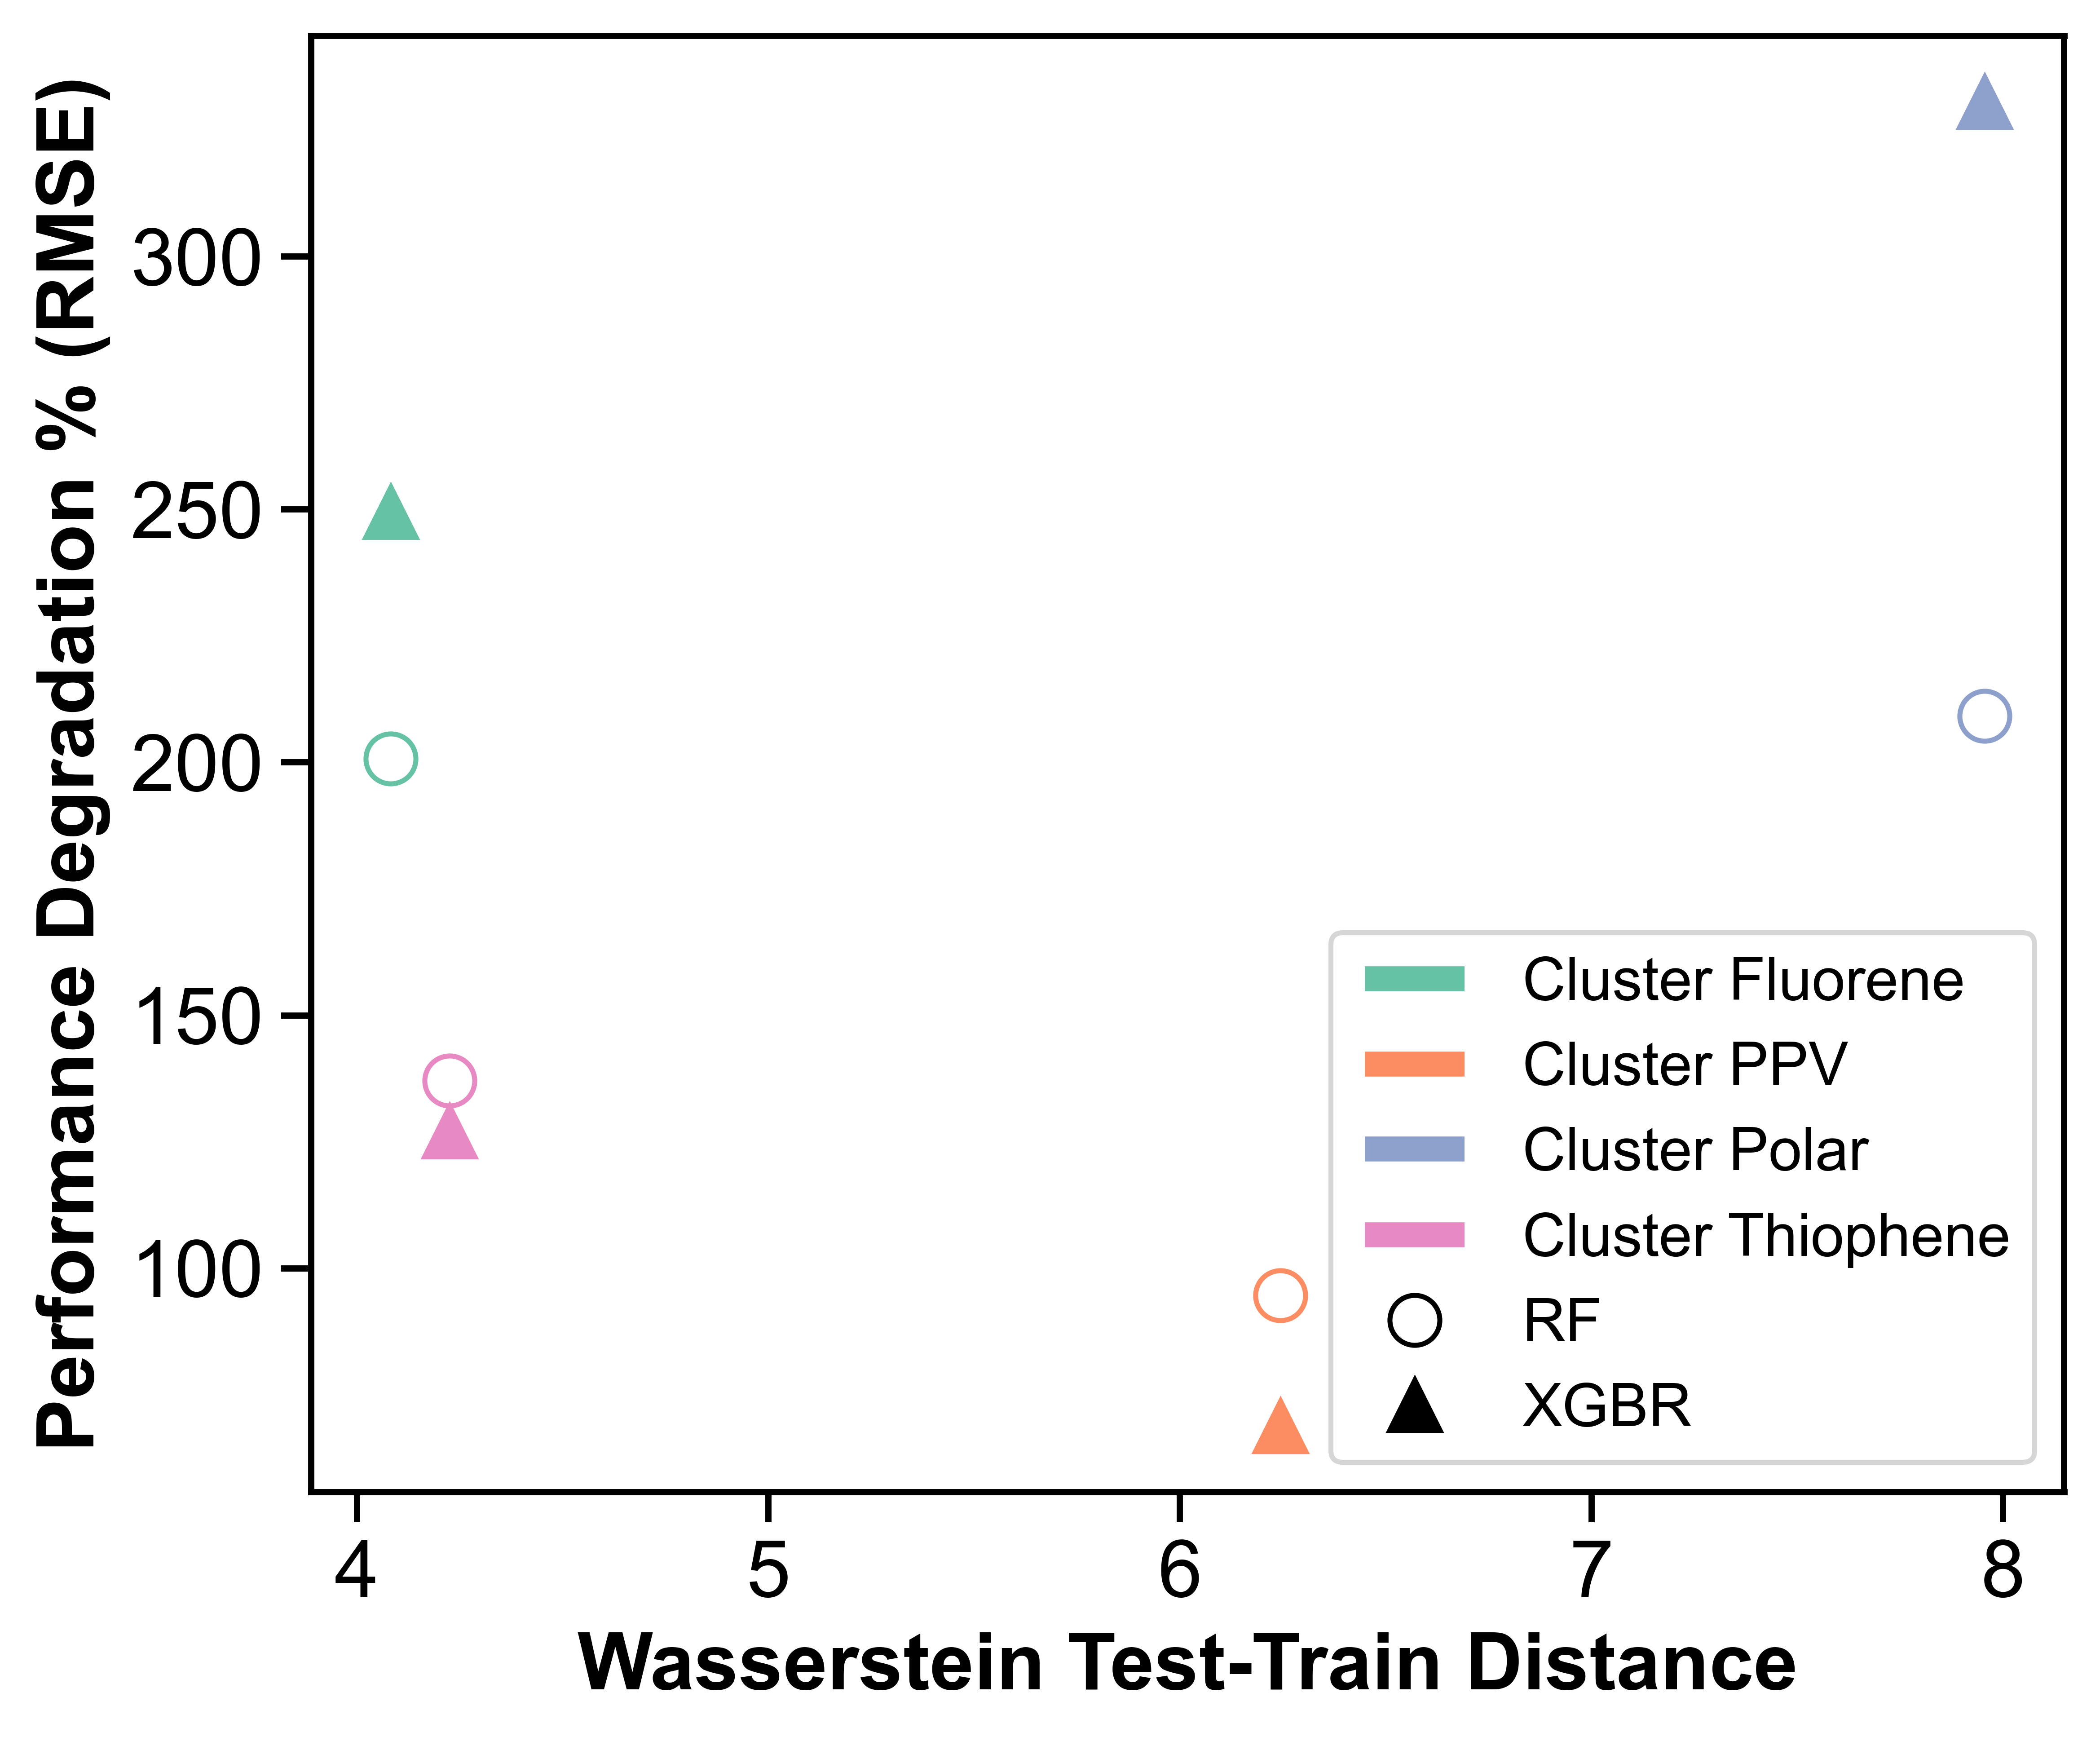 Performance Degradation % (RMSE)
300
250
200
150
100
Cluster Fluorene
Cluster PPV
Cluster Polar
Cluster Thiophene
RF
XGBR
4 5 6 7 8
Wasserstein Test-Train Distance